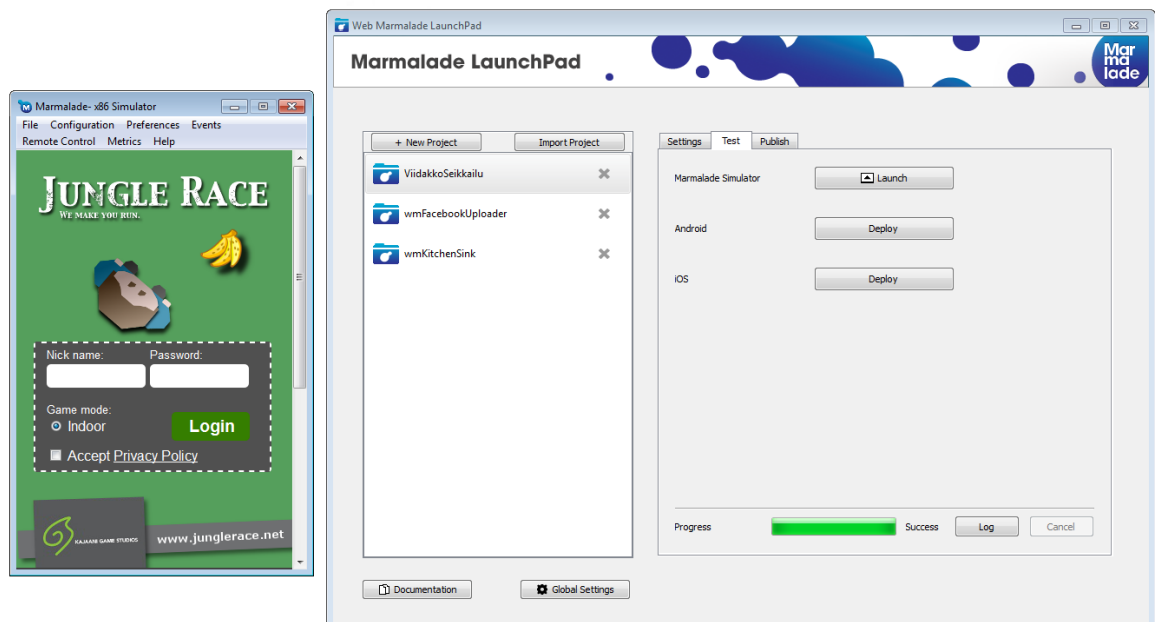 Marmalade- x86 Simulator
File Configuration Preferences Events
Remote Control Metrics Help
JUNGLE RACE
WE MAKE YOU RUN.
Nick name: Password:
Game mode:
Indoor
Login
Accept Privacy Policy
KAJAANI GAME STUDIOS
www.junglerace.net
Web Marmalade LaunchPad
Marmalade LaunchPad
Mar
ma
lade
+ New Project Import Project
ViidakkoSeikkailu
wmFacebookUploader
wmKitchenSink
Documentation Global Settings
Settings Test Publish
Marmalade Simulator Launch
Android Deploy
iOS Deploy
Progress Success Log Cancel